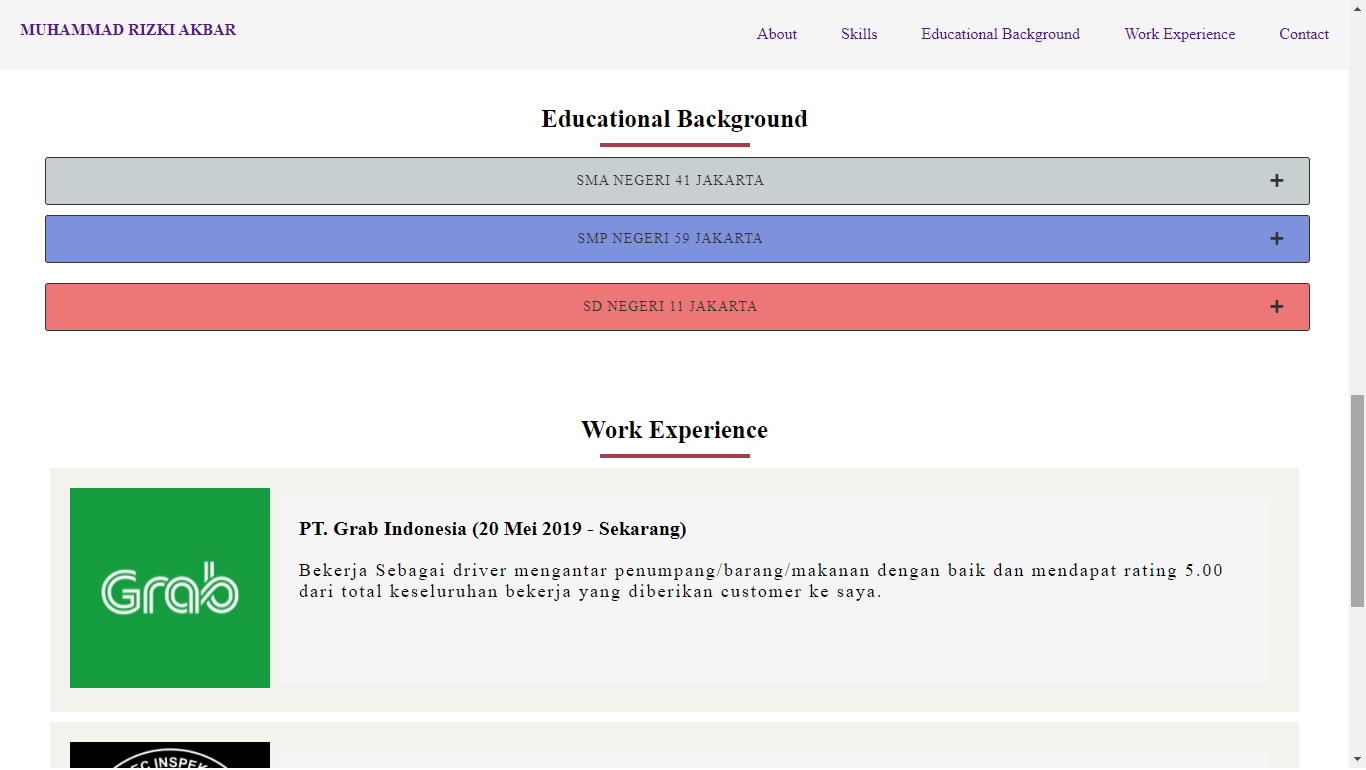 MUHAMMAD RIZKI AKBAR
About
Skills
Educational Background
Work Experience
Contact
Educational Background
SMA NEGERI 41 JAKARTA
SMP NEGERI 59 JAKARTA
SD NEGERI 11 JAKARTA
Work Experience
Grab
PT. Grab Indonesia (20 Mei 2019 - Sekarang)
Bekerja Sebagai driver mengantar penumpang/barang/makanan dengan baik dan mendapat rating 5.00
dari total keseluruhan bekerja yang diberikan customer ke saya.